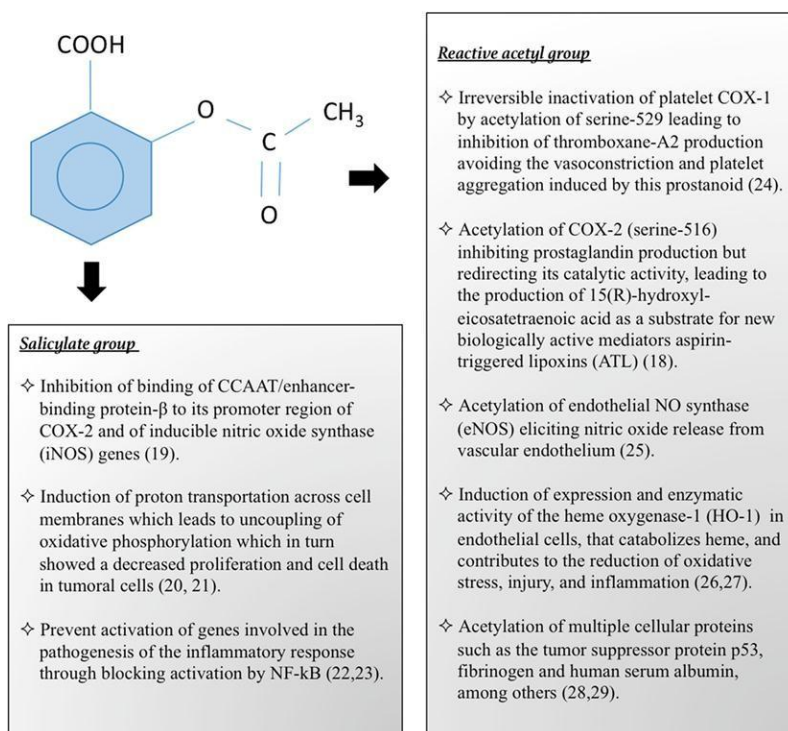 COOH
O
CH3
C
O
Reactive acetyl group
✧ Irreversible inactivation of platelet COX-1
by acetylation of serine-529 leading to
inhibition of thromboxane-A2 production
avoiding the vasoconstriction and platelet
aggregation induced by this prostanoid (24).
✧ Acetylation of COX-2 (serine-516)
inhibiting prostaglandin production but
redirecting its catalytic activity, leading to
the production of 15(R)-hydroxyl-
eicosatetraenoic acid as a substrate for new
biologically active mediators aspirin-
triggered lipoxins (ATL) (18).
✧ Acetylation of endothelial NO synthase
(eNOS) eliciting nitric oxide release from
vascular endothelium (25).
✧ Induction of expression and enzymatic
activity of the heme oxygenase-1 (HO-1) in
endothelial cells, that catabolizes heme, and
contributes to the reduction of oxidative
stress, injury, and inflammation (26,27).
✧ Acetylation of multiple cellular proteins
such as the tumor suppressor protein p53,
fibrinogen and human serum albumin,
among others (28,29).
Salicylate group
✧ Inhibition of binding of CCAAT/enhancer-
binding protein-β to its promoter region of
COX-2 and of inducible nitric oxide synthase
(iNOS) genes (19).
✧ Induction of proton transportation across cell
membranes which leads to uncoupling of
oxidative phosphorylation which in turn
showed a decreased proliferation and cell death
in tumoral cells (20, 21).
✧ Prevent activation of genes involved in the
pathogenesis of the inflammatory response
through blocking activation by NF-kB (22,23).